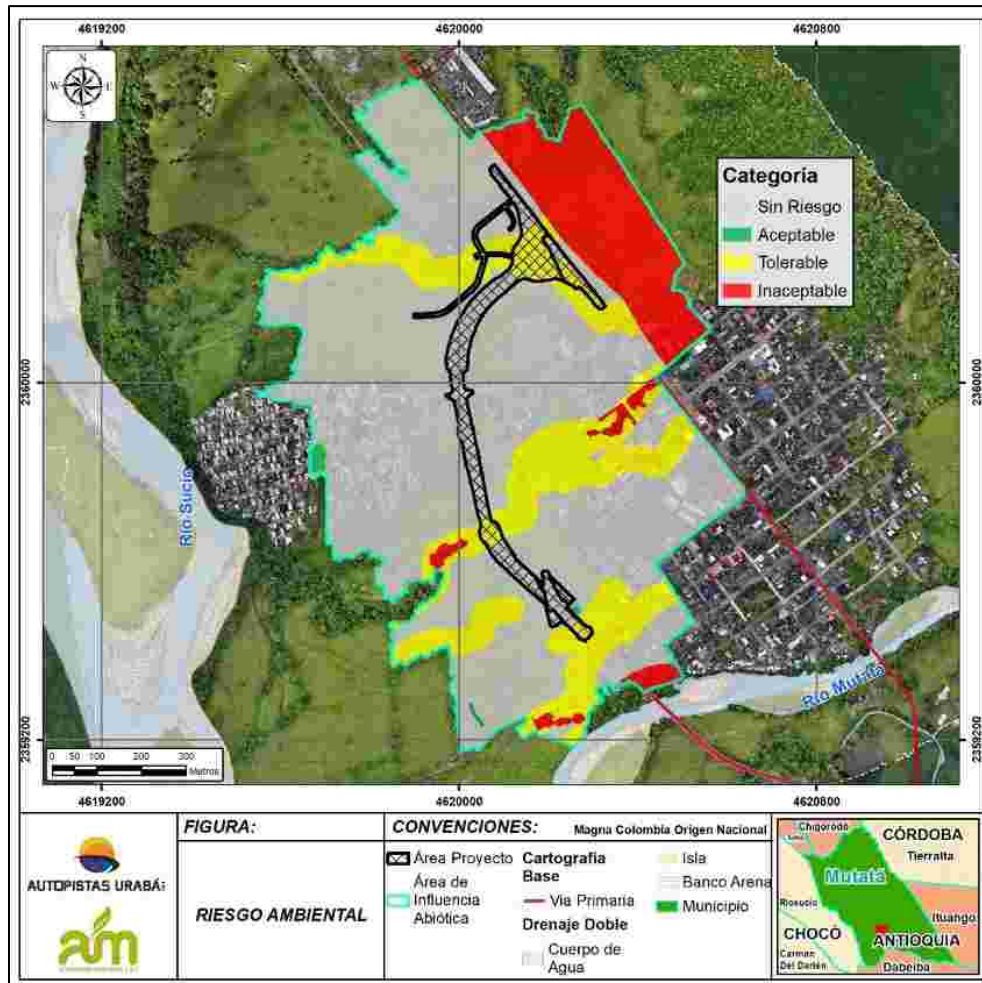 4619200
4620000
4620800
N
W
E
S
Categoría
Sin Riesgo
Aceptable
Tolerable
Inaceptable
2360000
2360000
Río Sucio
Río Mutatá
2359200
2359200
0 50 100 200 300
Metros
4619200
4620000
4620800
FIGURA:
RIESGO AMBIENTAL
AUTOPISTAS URABÁ
aim
CONVENCIONES:
Magna Colombia Origen Nacional
Área Proyecto
Área de
Influencia
Abiótica
Cartografía
Base
Via Primaria
Drenaje Doble
Cuerpo de
Agua
Isla
Banco Arena
Municipio
Chigorodó
CÓRDOBA
Tierralta
Mutatá
Riosucio
Ituango
CHOCÓ
ANTIOQUIA
Carmen
Del Darién
Dabeiba